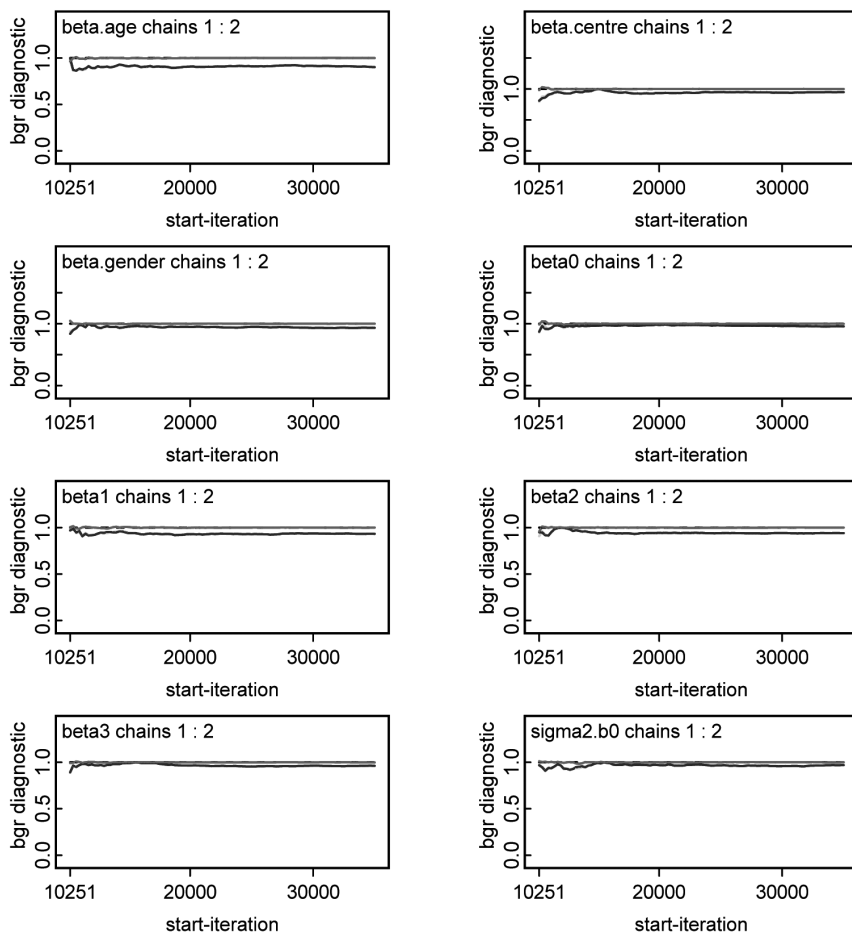 beta.age chains 1 : 2
bgr diagnostic
0.0 0.5 1.0
10251 20000 30000
start-iteration
beta.centre chains 1 : 2
bgr diagnostic
0.0 1.0
10251 20000 30000
start-iteration
beta.gender chains 1 : 2
bgr diagnostic
0.0 1.0
10251 20000 30000
start-iteration
beta0 chains 1 : 2
bgr diagnostic
0.0 1.0
10251 20000 30000
start-iteration
beta1 chains 1 : 2
bgr diagnostic
0.0 0.5 1.0
10251 20000 30000
start-iteration
beta2 chains 1 : 2
bgr diagnostic
0.0 0.5 1.0
10251 20000 30000
start-iteration
beta3 chains 1 : 2
bgr diagnostic
0.0 0.5 1.0
10251 20000 30000
start-iteration
sigma2.b0 chains 1 : 2
bgr diagnostic
0.0 0.5 1.0
10251 20000 30000
start-iteration